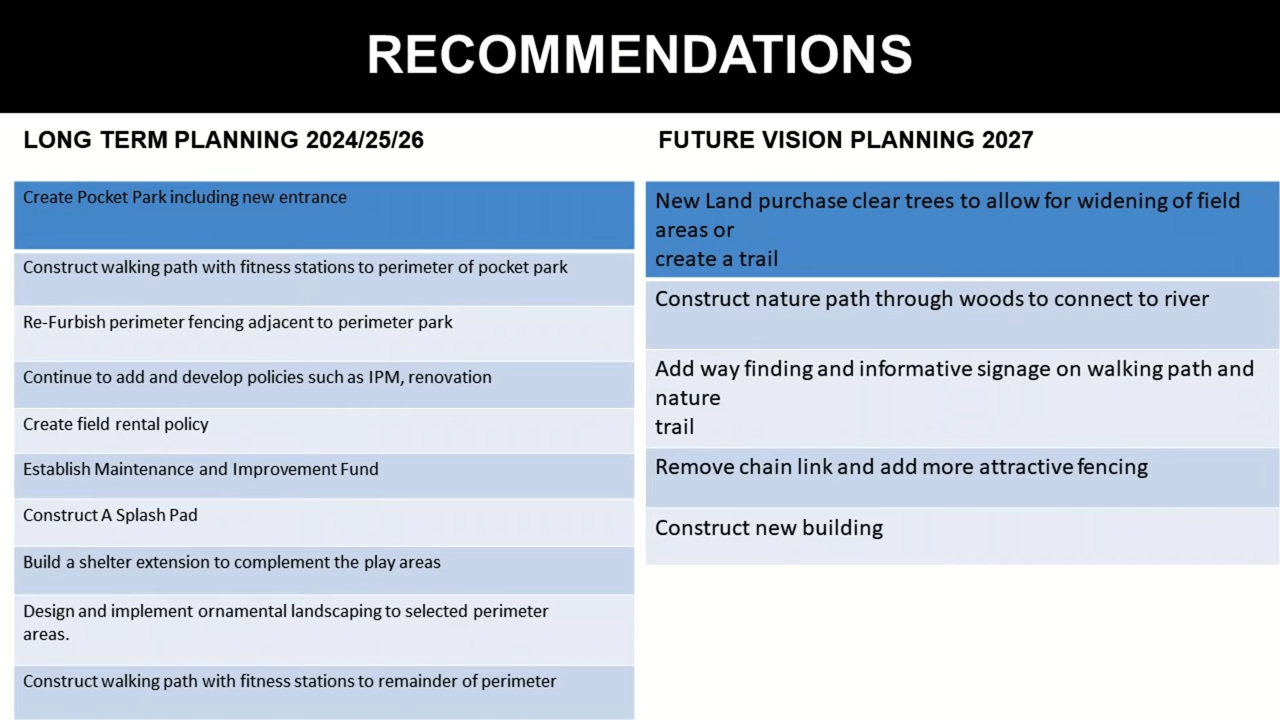 RECOMMENDATIONS
LONG TERM PLANNING 2024/25/26
Create Pocket Park including new entrance
Construct walking path with fitness stations to perimeter of pocket park
Re-Furbish perimeter fencing adjacent to perimeter park
Continue to add and develop policies such as IPM, renovation
Create field rental policy
Establish Maintenance and Improvement Fund
Construct A Splash Pad
Build a shelter extension to complement the play areas
Design and implement ornamental landscaping to selected perimeter
areas.
Construct walking path with fitness stations to remainder of perimeter
FUTURE VISION PLANNING 2027
New Land purchase clear trees to allow for widening of field
areas or
create a trail
Construct nature path through woods to connect to river
Add way finding and informative signage on walking path and
nature
trail
Remove chain link and add more attractive fencing
Construct new building